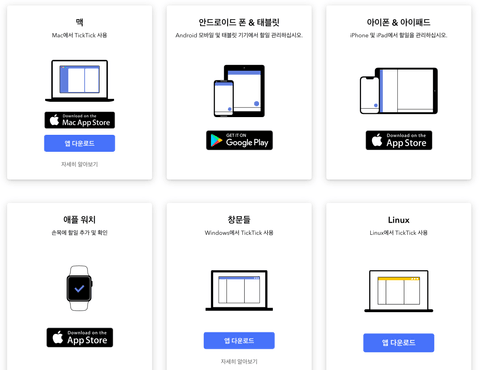 맥
Mac에서 TickTick 사용
Download on the
Mac App Store
앱 다운로드
자세히 알아보기
안드로이드 폰 & 태블릿
Android 모바일 및 태블릿 기기에서 할일 관리하십시오.
GET IT ON
Google Play
아이폰 & 아이패드
iPhone 및 iPad에서 할일을 관리하십시오.
Download on the
App Store
애플 워치
손목에 할일 추가 및 확인
Download on the
App Store
창문들
Windows에서 TickTick 사용
앱 다운로드
자세히 알아보기
Linux
Linux에서 TickTick 사용
앱 다운로드